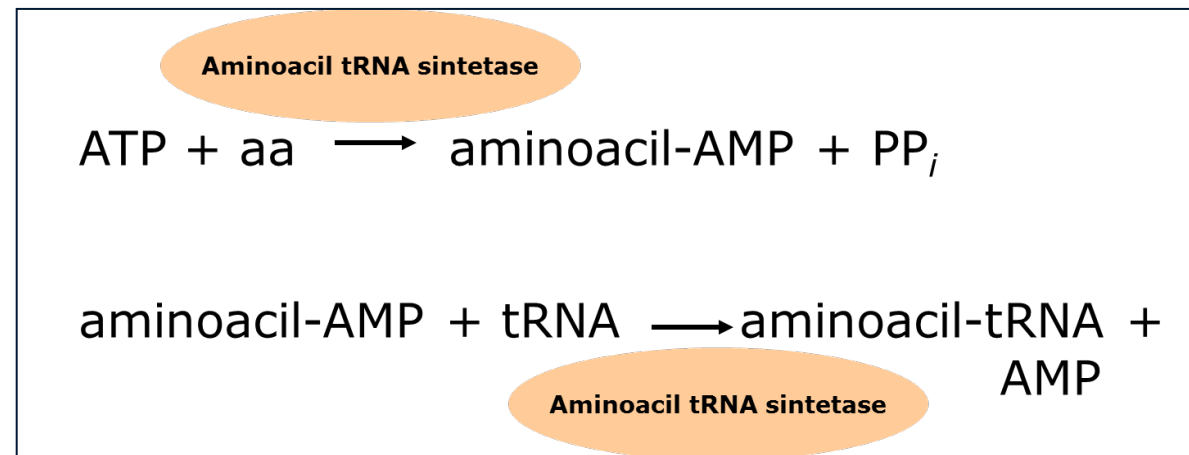 Aminoacil tRNA sintetase
ATP + aa → aminoacil-AMP + PPi
aminoacil-AMP + tRNA → aminoacil-tRNA +
AMP
Aminoacil tRNA sintetase